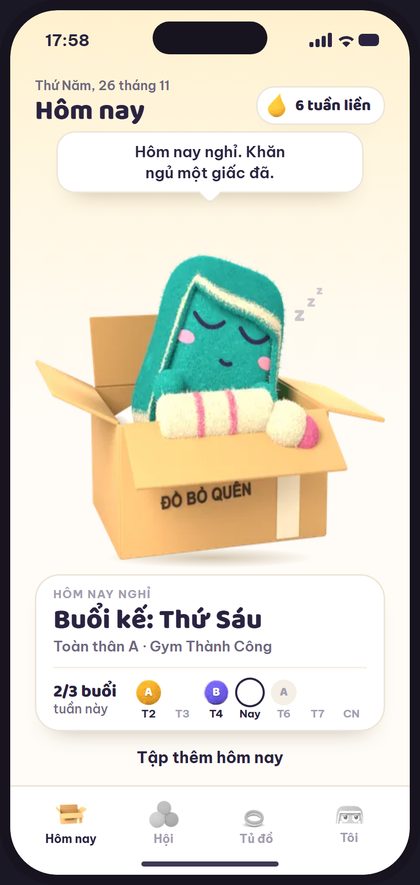 17:58
Thứ Năm, 26 tháng 11
Hôm nay
6 tuần liền
Hôm nay nghỉ. Khăn
ngủ một giấc đã.
z
z
z
ĐỒ BỎ QUÊN
HÔM NAY NGHỈ
Buổi kế: Thứ Sáu
Toàn thân A · Gym Thành Công
2/3 buổi
tuần này
A B A
T2 T3 T4 Nay T6 T7 CN
Tập thêm hôm nay
Hôm nay Hội Tủ đồ Tôi